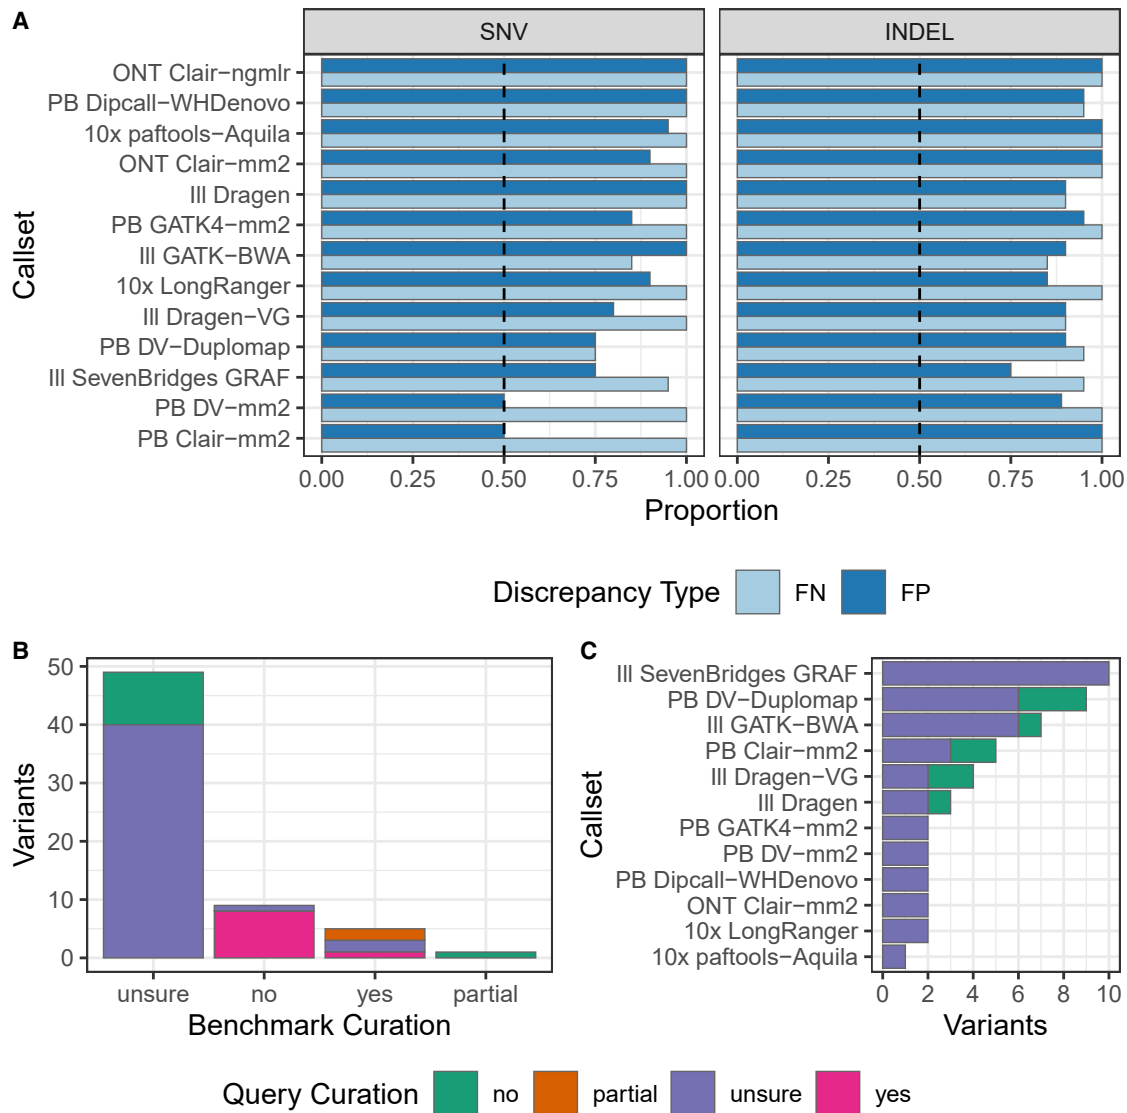 A
SNV
INDEL
Callset
ONT Clair−ngmlr
PB Dipcall−WHDenovo
10x paftools−Aquila
ONT Clair−mm2
Ill Dragen
PB GATK4−mm2
Ill GATK−BWA
10x LongRanger
Ill Dragen−VG
PB DV−Duplomap
Ill SevenBridges GRAF
PB DV−mm2
PB Clair−mm2
0.00 0.25 0.50 0.75 1.00 0.00 0.25 0.50 0.75 1.00
Proportion
Discrepancy Type FN FP
B
Variants
50
40
30
20
10
0
unsure no yes partial
Benchmark Curation
C
Callset
Ill SevenBridges GRAF
PB DV−Duplomap
Ill GATK−BWA
PB Clair−mm2
Ill Dragen−VG
Ill Dragen
PB GATK4−mm2
PB DV−mm2
PB Dipcall−WHDenovo
ONT Clair−mm2
10x LongRanger
10x paftools−Aquila
0 2 4 6 8 10
Variants
Query Curation no partial unsure yes